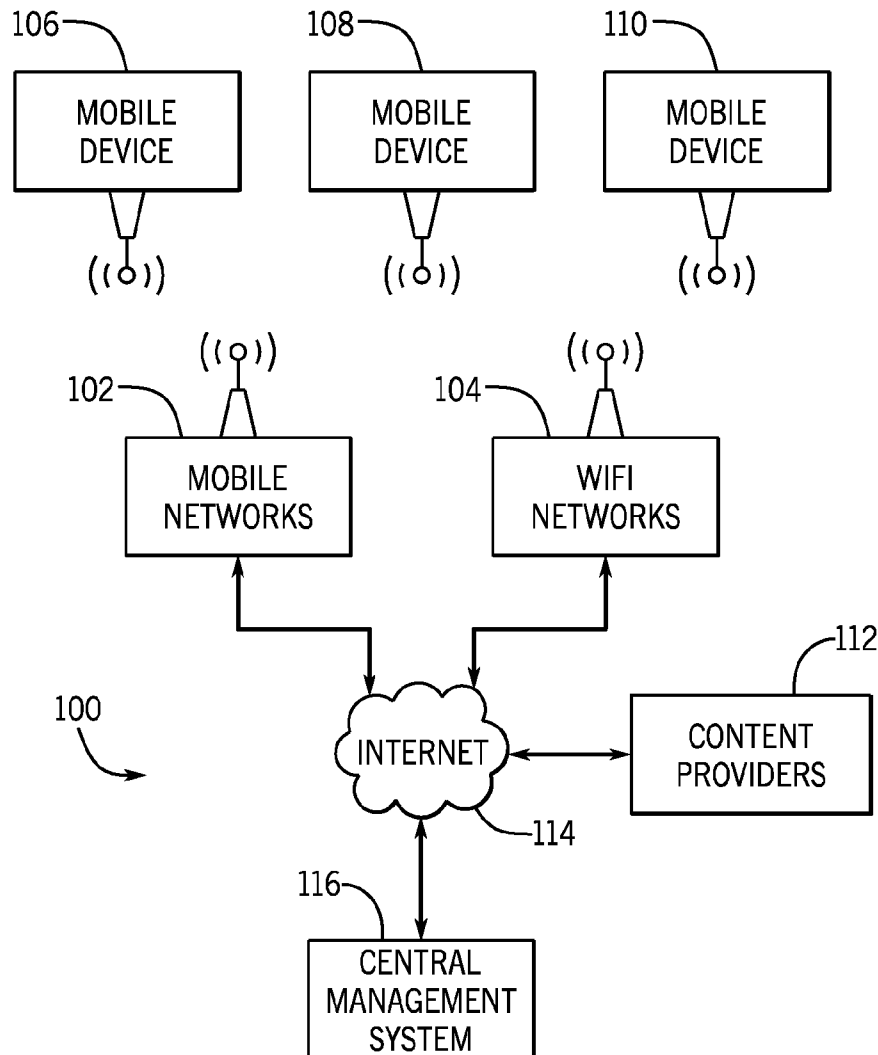 106
108
110
MOBILE
DEVICE
MOBILE
DEVICE
MOBILE
DEVICE
102
104
MOBILE
NETWORKS
WIFI
NETWORKS
112
100
INTERNET
CONTENT
PROVIDERS
114
116
CENTRAL
MANAGEMENT
SYSTEM